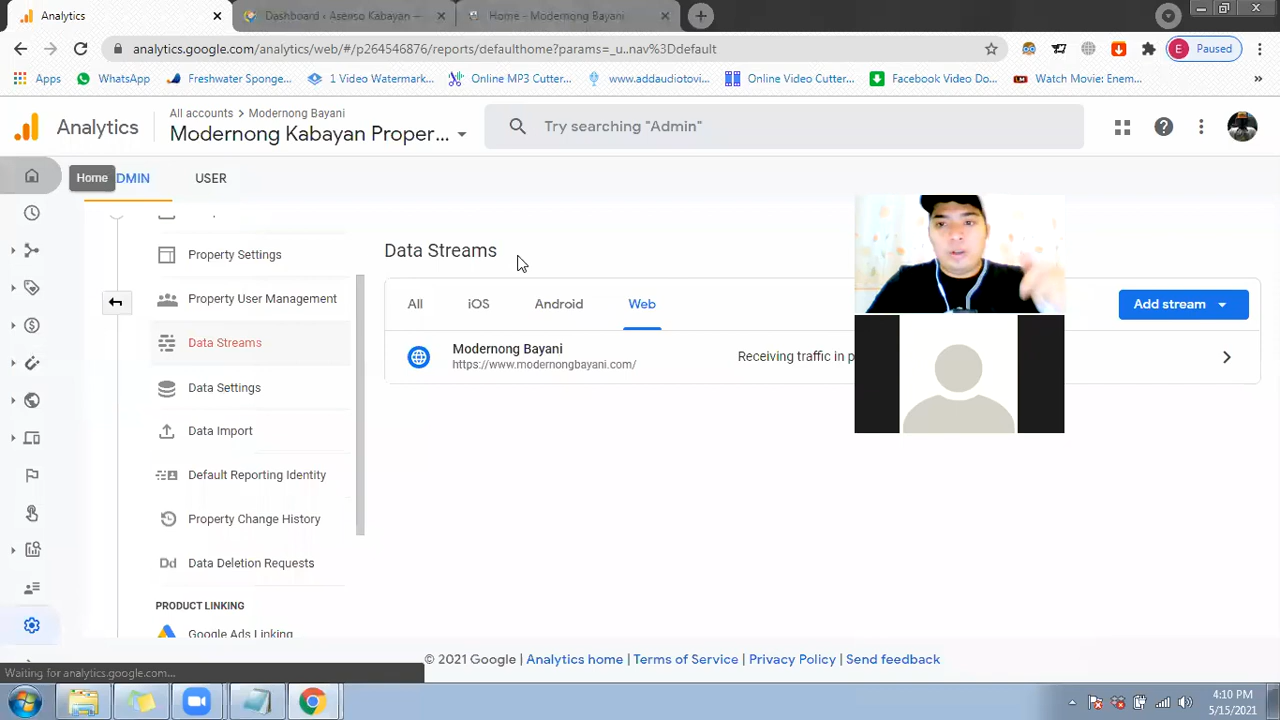 Analytics
Dashboard ‹ Asenso Kabayan —
Home - Modernong Bayani
analytics.google.com/analytics/web/#/p264546876/reports/defaulthome?params=_u..nav%3Ddefault
E Paused
Apps
WhatsApp
Freshwater Sponge...
1 Video Watermark...
Online MP3 Cutter...
www.addaudiotovi...
Online Video Cutter...
Facebook Video Do...
Watch Movie: Enem...
»
Analytics
All accounts > Modernong Bayani
Modernong Kabayan Proper...
Try searching "Admin"
Home
DMIN
USER
Property Settings
Property User Management
Data Streams
Data Settings
Data Import
Default Reporting Identity
Property Change History
Dd Data Deletion Requests
PRODUCT LINKING
Google Ads Linking
Data Streams
All
iOS
Android
Web
Add stream
Modernong Bayani
https://www.modernongbayani.com/
Receiving traffic in p
© 2021 Google | Analytics home | Terms of Service | Privacy Policy | Send feedback
Waiting for analytics.google.com...
4:10 PM
5/15/2021